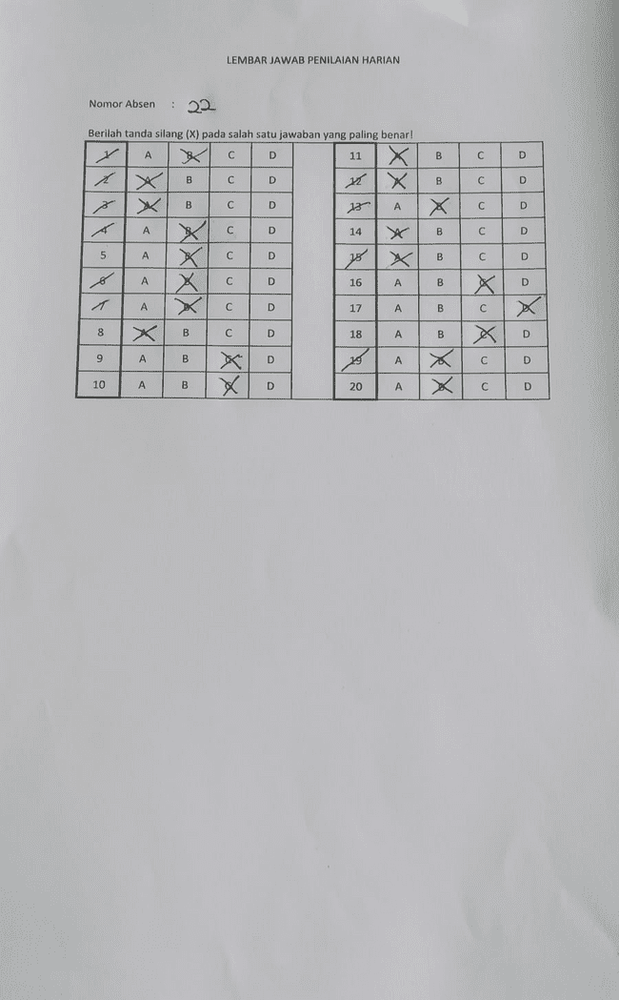 LEMBAR JAWAB PENILAIAN HARIAN
Nomor Absen : 22
Berilah tanda silang (X) pada salah satu jawaban yang paling benar!
1 A B C D 11 A B C D
2 A B C D 12 A B C D
3 A B C D 13 A B C D
4 A B C D 14 A B C D
5 A B C D 15 A B C D
6 A B C D 16 A B C D
7 A B C D 17 A B C D
8 A B C D 18 A B C D
9 A B C D 19 A B C D
10 A B C D 20 A B C D